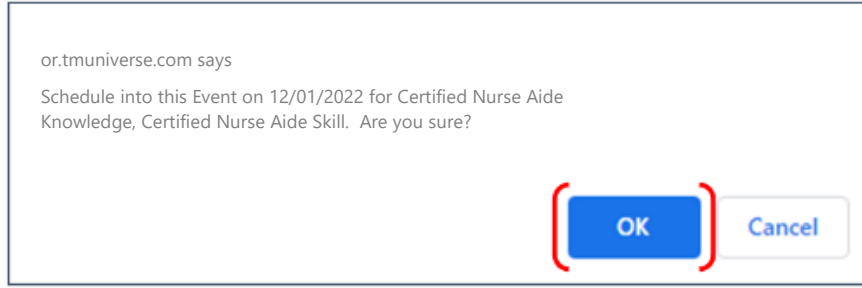 or.tmuniverse.com says
Schedule into this Event on 12/01/2022 for Certified Nurse Aide
Knowledge, Certified Nurse Aide Skill.  Are you sure?
OK
Cancel